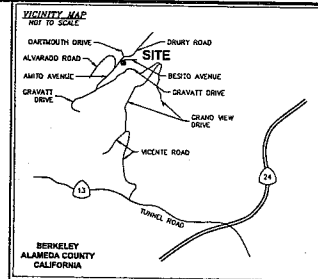 VICINITY MAP
NOT TO SCALE
DARTMOUTH DRIVE
DRURY ROAD
ALVARADO ROAD
SITE
AMITO AVENUE
BESITO AVENUE
GRAVATT
DRIVE
GRAVATT DRIVE
GRAND VIEW
DRIVE
VICENTE ROAD
24
13
TUNNEL ROAD
BERKELEY
ALAMEDA COUNTY
CALIFORNIA